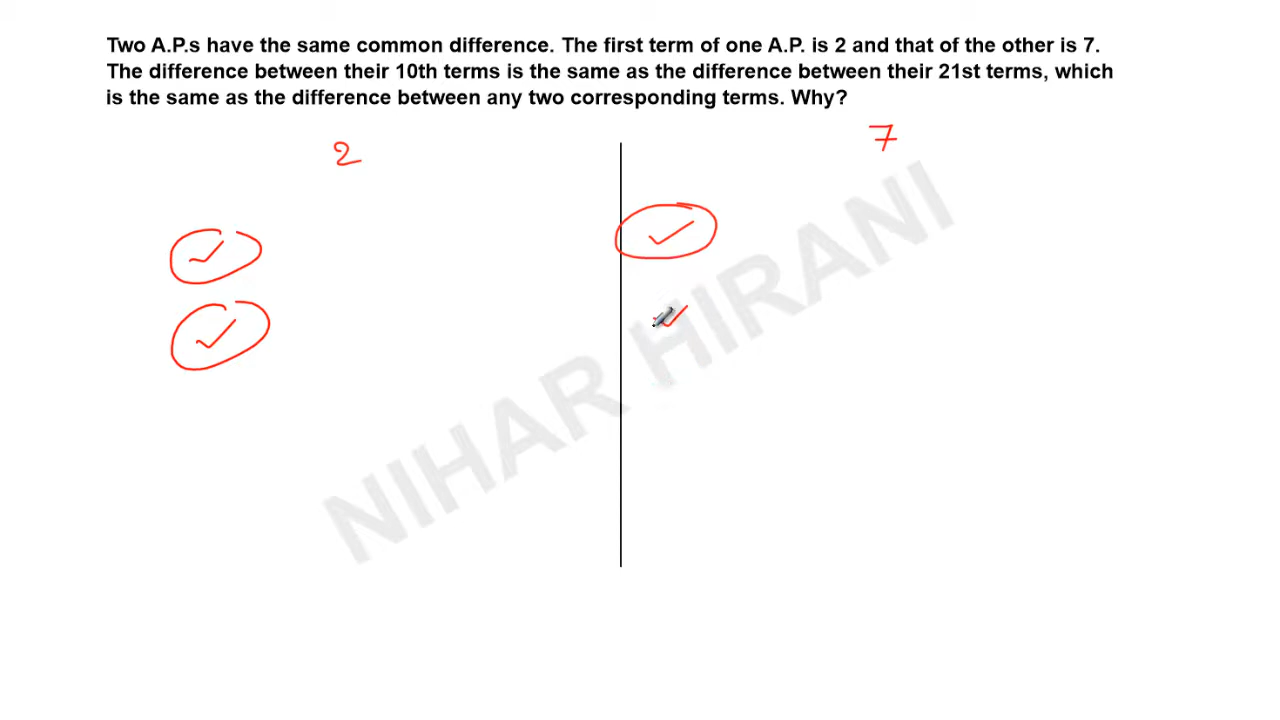 Two A.P.s have the same common difference. The first term of one A.P. is 2 and that of the other is 7.
The difference between their 10th terms is the same as the difference between their 21st terms, which
is the same as the difference between any two corresponding terms. Why?
2
7
NIHAR HIRANI